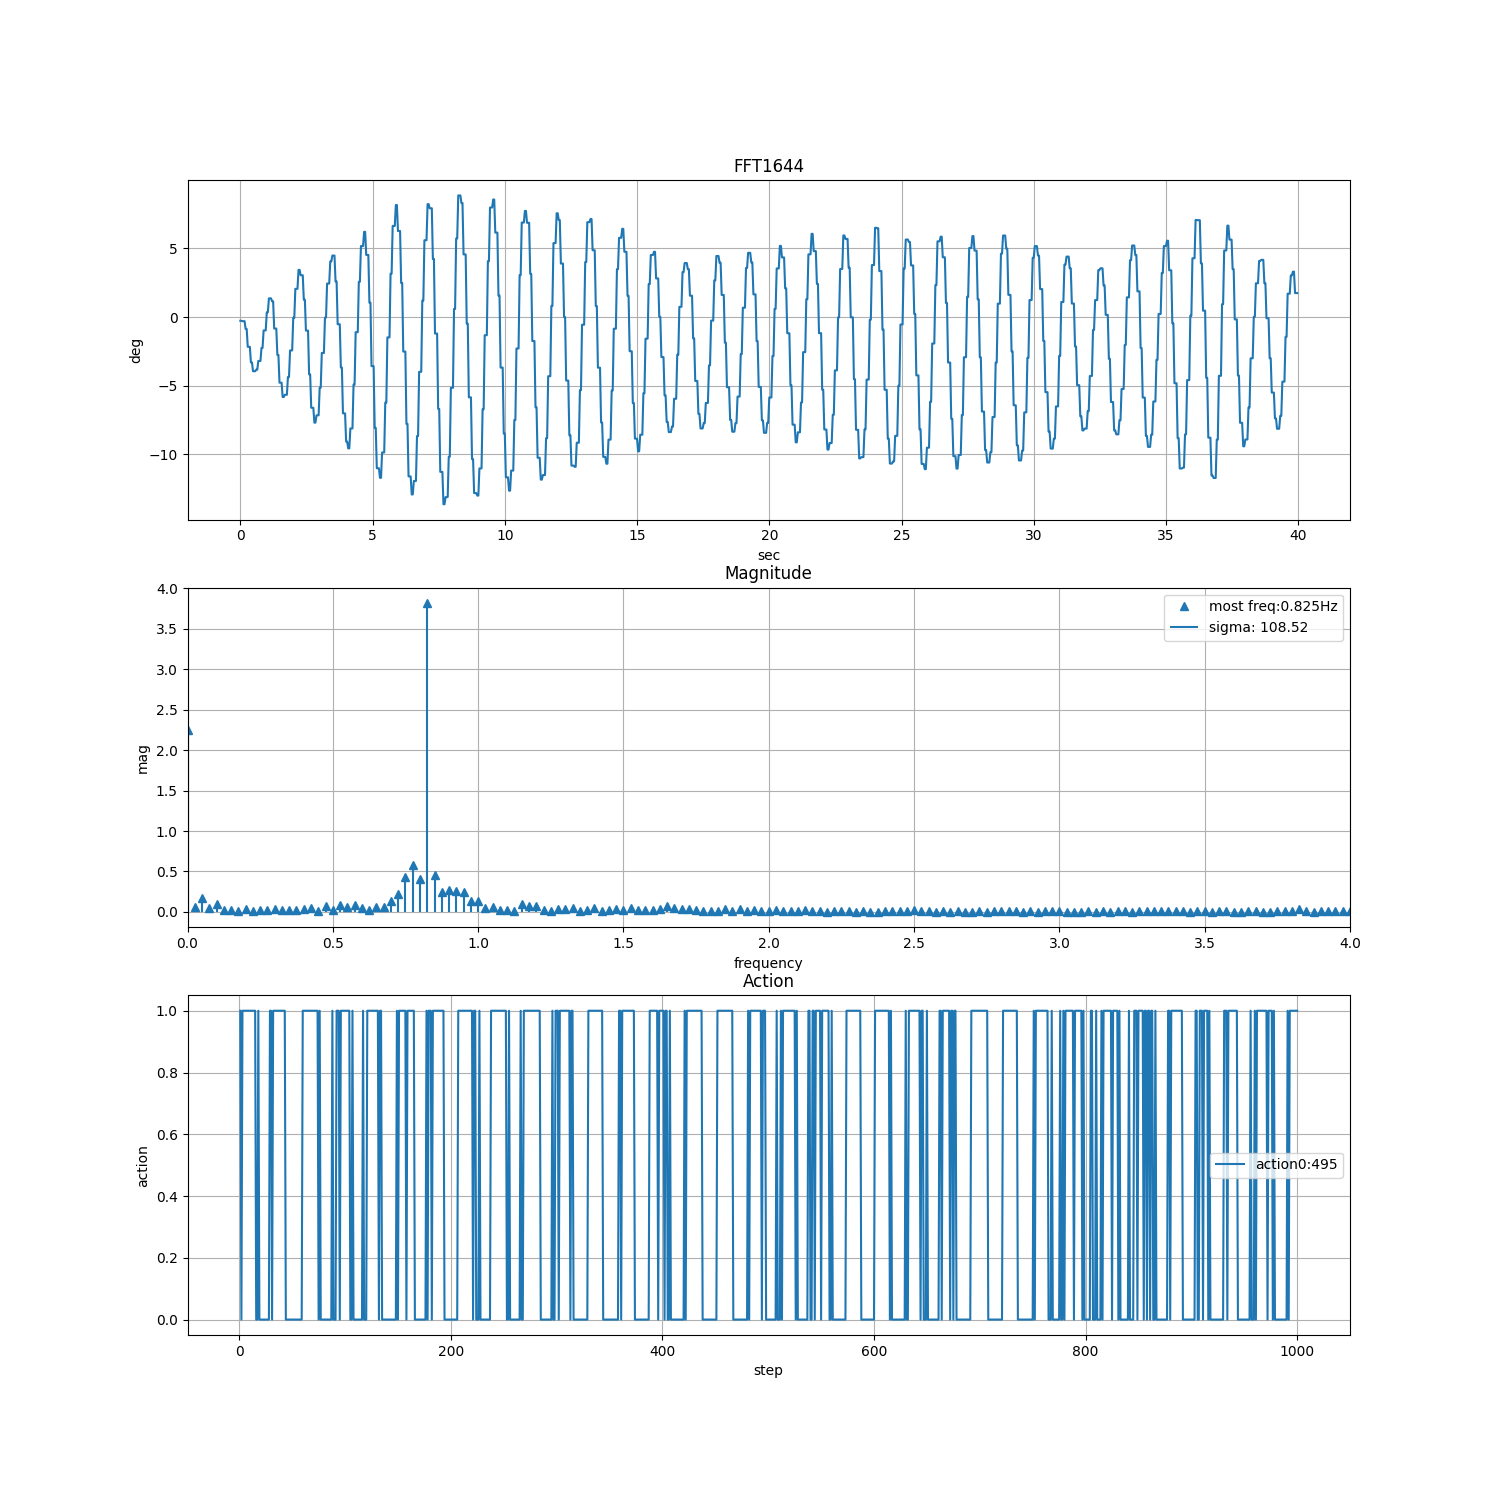 FFT1644
5
0
−5
−10
deg
0 5 10 15 20 25 30 35 40
sec
Magnitude
4.0
3.5
3.0
2.5
2.0
1.5
1.0
0.5
0.0
mag
most freq:0.825Hz
sigma: 108.52
0.0 0.5 1.0 1.5 2.0 2.5 3.0 3.5 4.0
frequency
Action
1.0
0.8
0.6
0.4
0.2
0.0
action
action0:495
0 200 400 600 800 1000
step